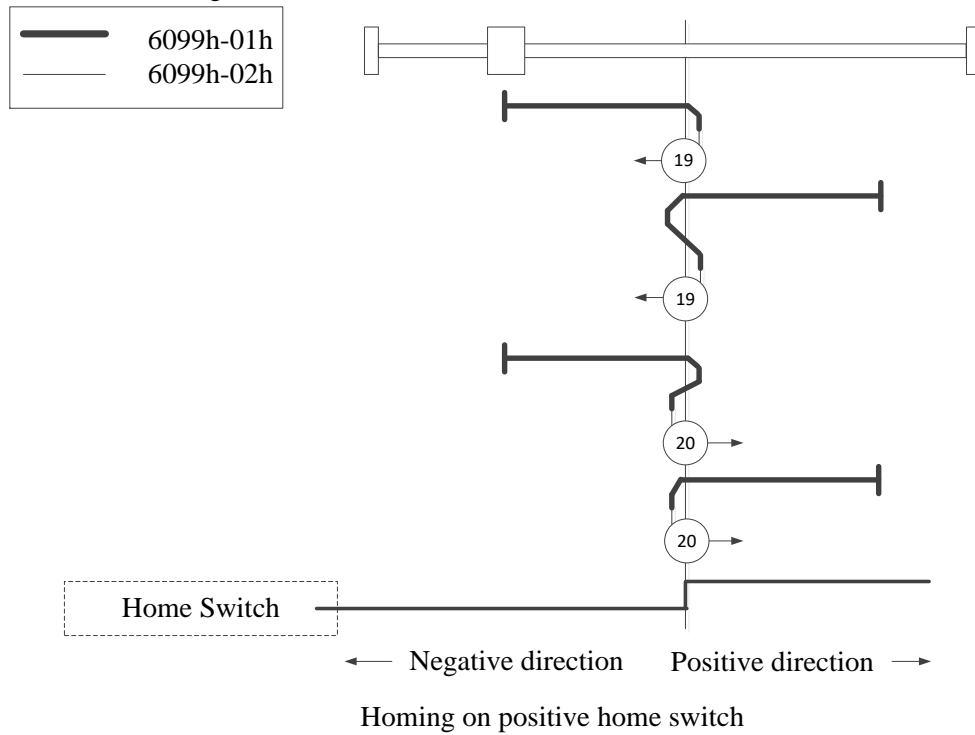 6099h-01h
6099h-02h
19
19
20
20
Home Switch
Negative direction Positive direction
Homing on positive home switch